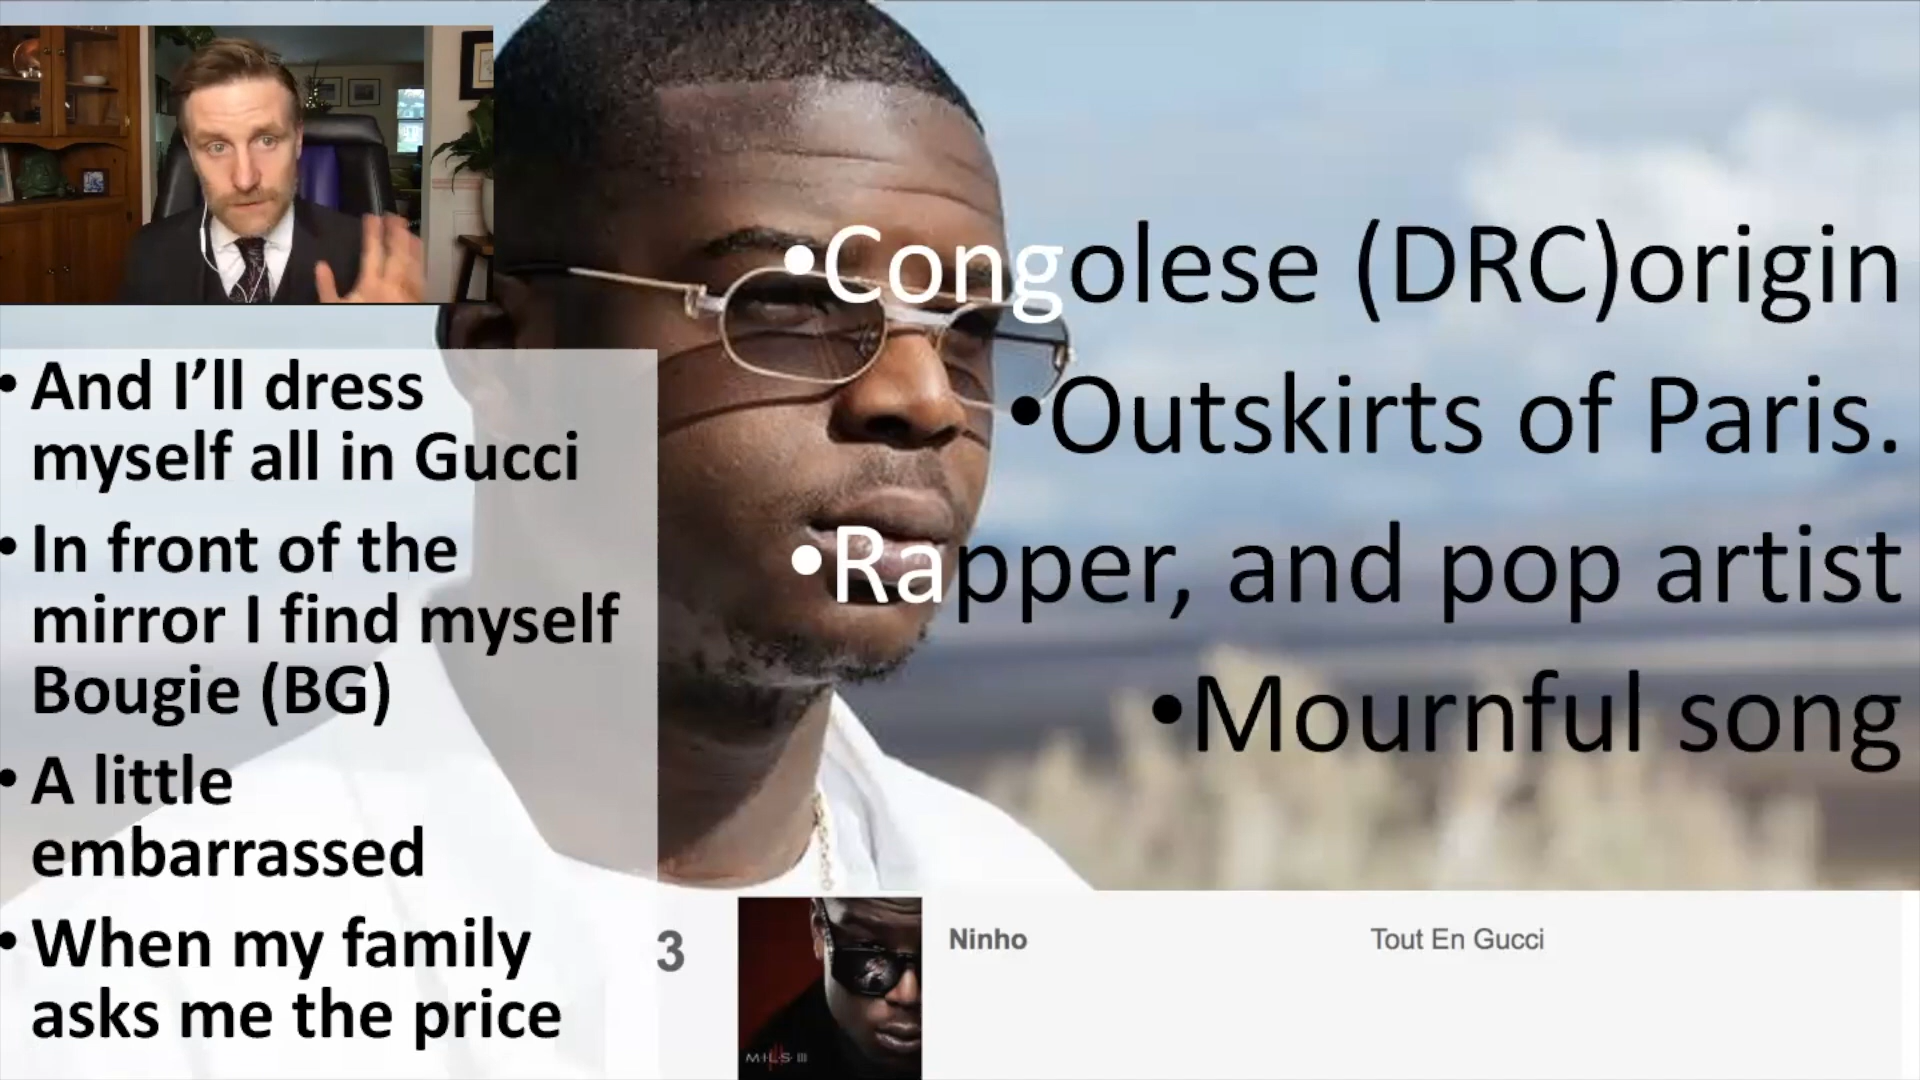 •Congolese (DRC)origin
•Outskirts of Paris.
•Rapper, and pop artist
•Mournful song
• And I’ll dress
myself all in Gucci
• In front of the
mirror I find myself
Bougie (BG)
• A little
embarrassed
• When my family
asks me the price
3 Ninho Tout En Gucci
M•I•L•S III